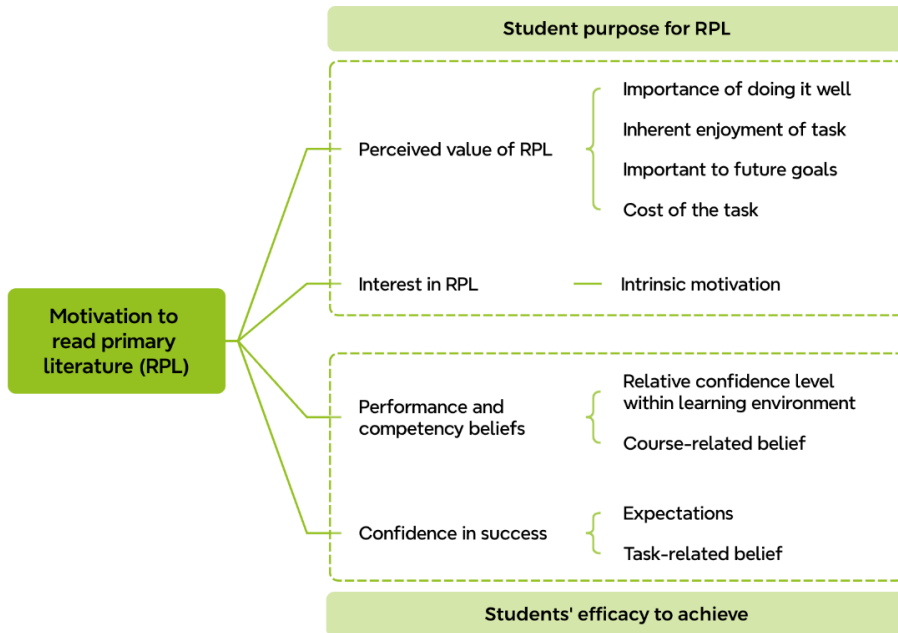 Student purpose for RPL
Perceived value of RPL
Importance of doing it well
Inherent enjoyment of task
Important to future goals
Cost of the task
Interest in RPL
Intrinsic motivation
Motivation to
read primary
literature (RPL)
Performance and
competency beliefs
Relative confidence level
within learning environment
Course-related belief
Confidence in success
Expectations
Task-related belief
Students' efficacy to achieve